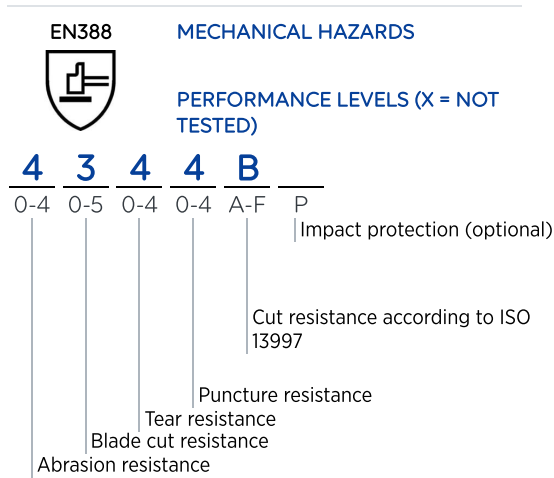 EN388
MECHANICAL HAZARDS
PERFORMANCE LEVELS (X = NOT
TESTED)
4 3 4 4 B
0-4 0-5 0-4 0-4 A-F P
Impact protection (optional)
Cut resistance according to ISO
13997
Puncture resistance
Tear resistance
Blade cut resistance
Abrasion resistance